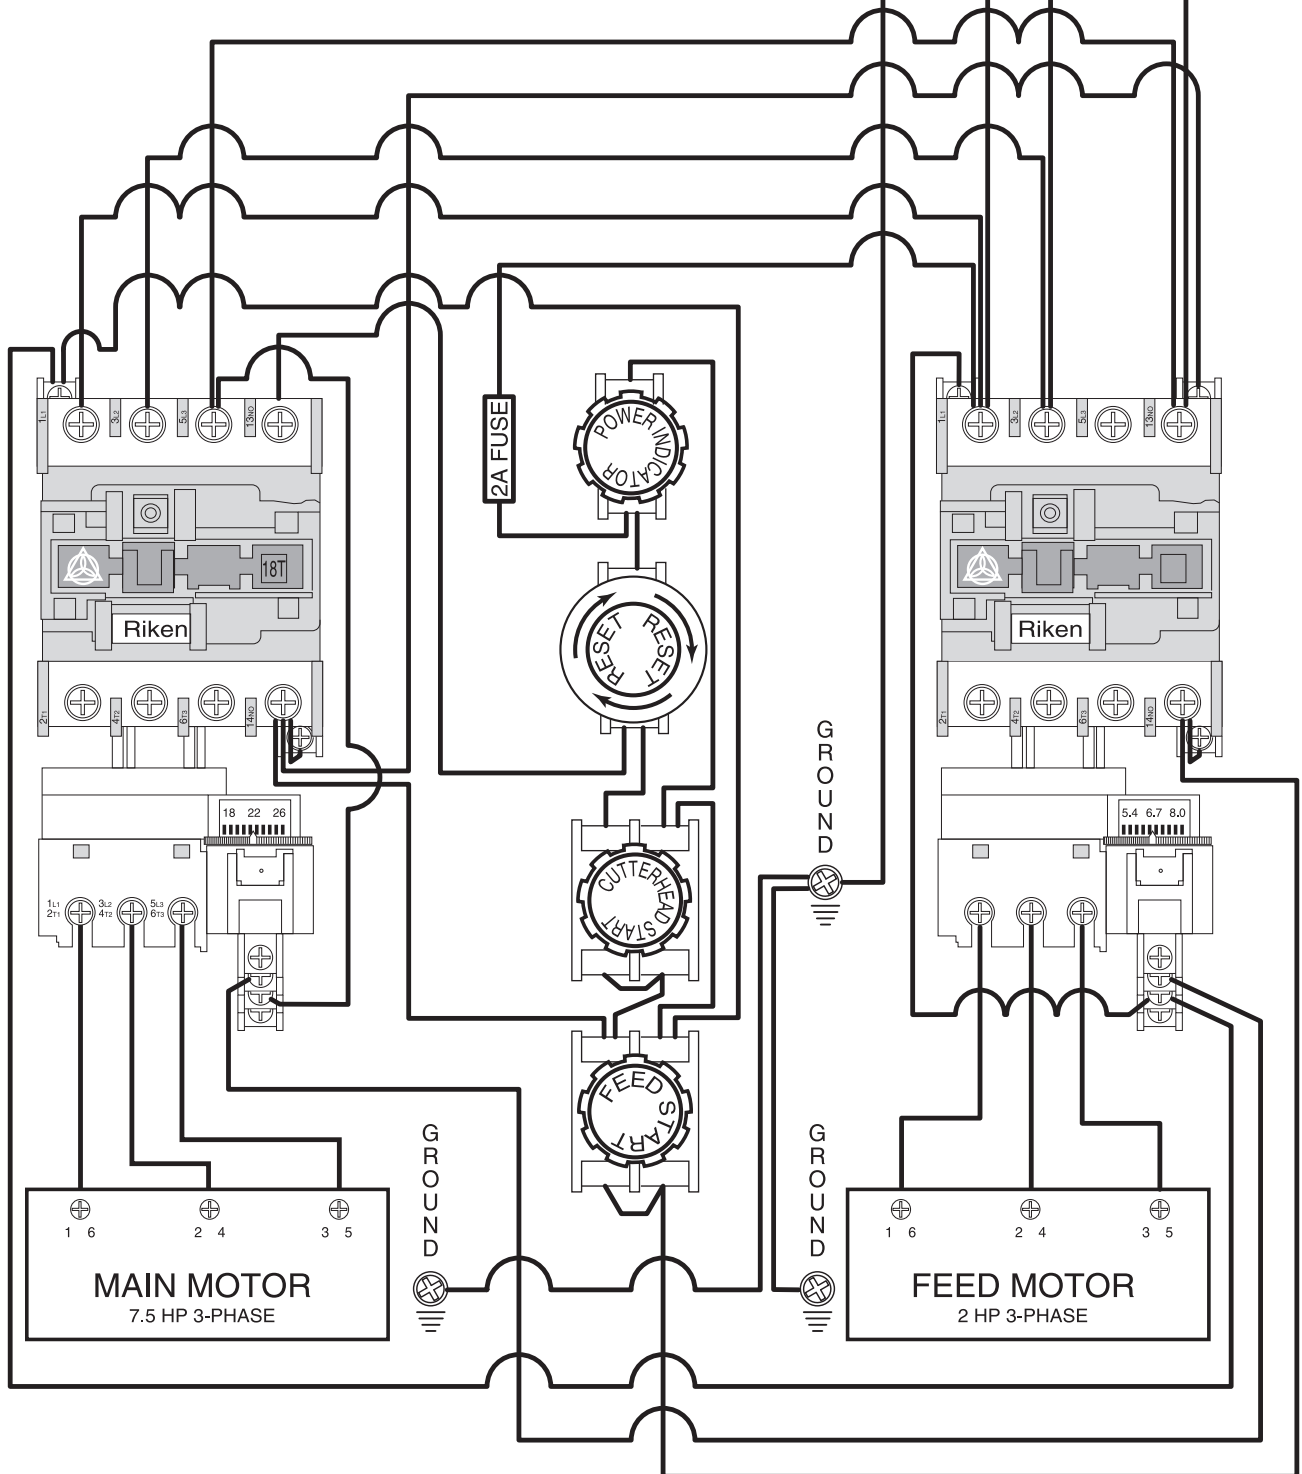 1L1
3L2
5L3
13NO
1L1
3L2
5L3
13NO
2A FUSE
POWER INDICATOR
18T
Riken
Riken
RESET RESET
2T1
4T2
6T3
14NO
2T1
4T2
6T3
14NO
GROUND
18 22 26
5.4 6.7 8.0
CUTTERHEAD START
1L1 3L2 5L3
2T1 4T2 6T3
FEED START
GROUND
GROUND
1 6 2 4 3 5
1 6 2 4 3 5
MAIN MOTOR
7.5 HP 3-PHASE
FEED MOTOR
2 HP 3-PHASE